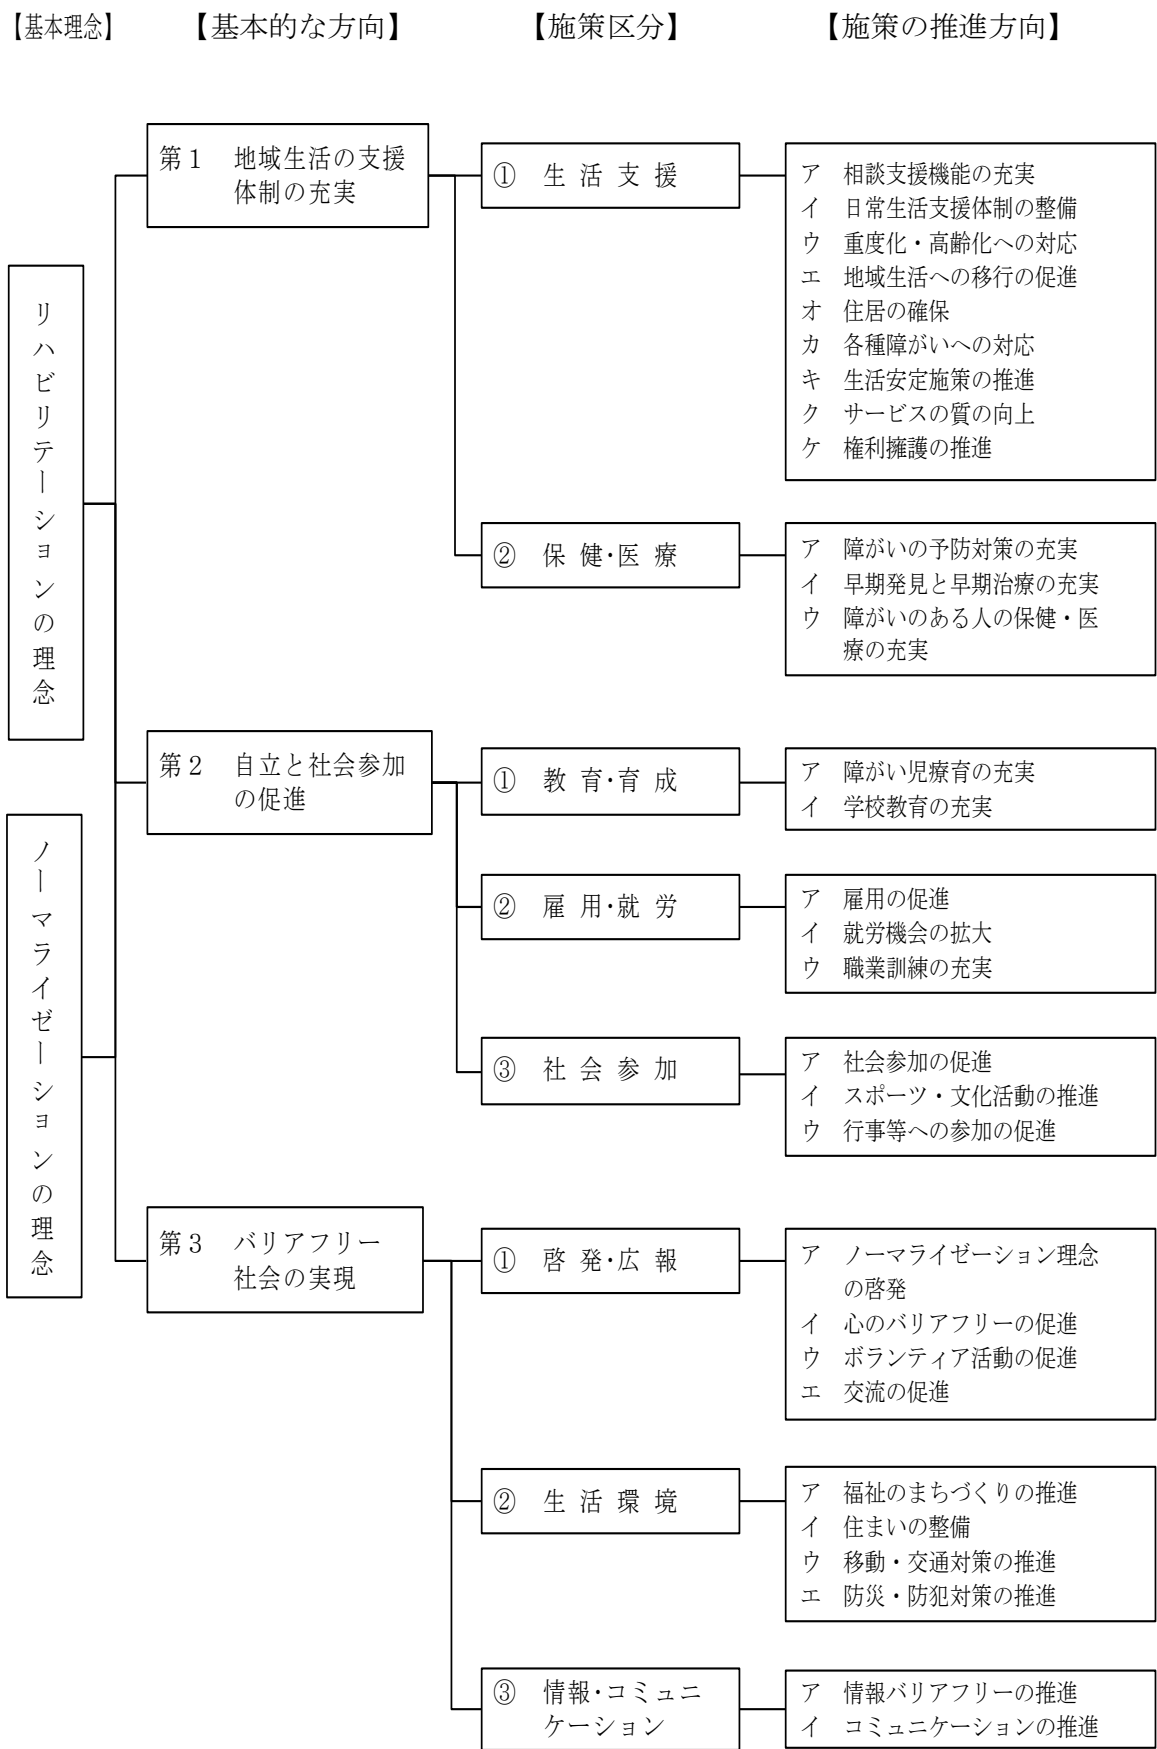 【基本理念】
【基本的な方向】
【施策区分】
【施策の推進方向】
リハビリテーションの理念
ノーマライゼーションの理念
第１　地域生活の支援
体制の充実
①　生 活 支 援
ア　相談支援機能の充実
イ　日常生活支援体制の整備
ウ　重度化・高齢化への対応
エ　地域生活への移行の促進
オ　住居の確保
カ　各種障がいへの対応
キ　生活安定施策の推進
ク　サービスの質の向上
ケ　権利擁護の推進
②　保 健･医 療
ア　障がいの予防対策の充実
イ　早期発見と早期治療の充実
ウ　障がいのある人の保健・医
療の充実
第２　自立と社会参加
の促進
①　教 育･育 成
ア　障がい児療育の充実
イ　学校教育の充実
②　雇 用･就 労
ア　雇用の促進
イ　就労機会の拡大
ウ　職業訓練の充実
③　社 会 参 加
ア　社会参加の促進
イ　スポーツ・文化活動の推進
ウ　行事等への参加の促進
第３　バリアフリー
社会の実現
①　啓 発･広 報
ア　ノーマライゼーション理念
の啓発
イ　心のバリアフリーの促進
ウ　ボランティア活動の促進
エ　交流の促進
②　生 活 環 境
ア　福祉のまちづくりの推進
イ　住まいの整備
ウ　移動・交通対策の推進
エ　防災・防犯対策の推進
③　情報･コミュニ
ケーション
ア　情報バリアフリーの推進
イ　コミュニケーションの推進